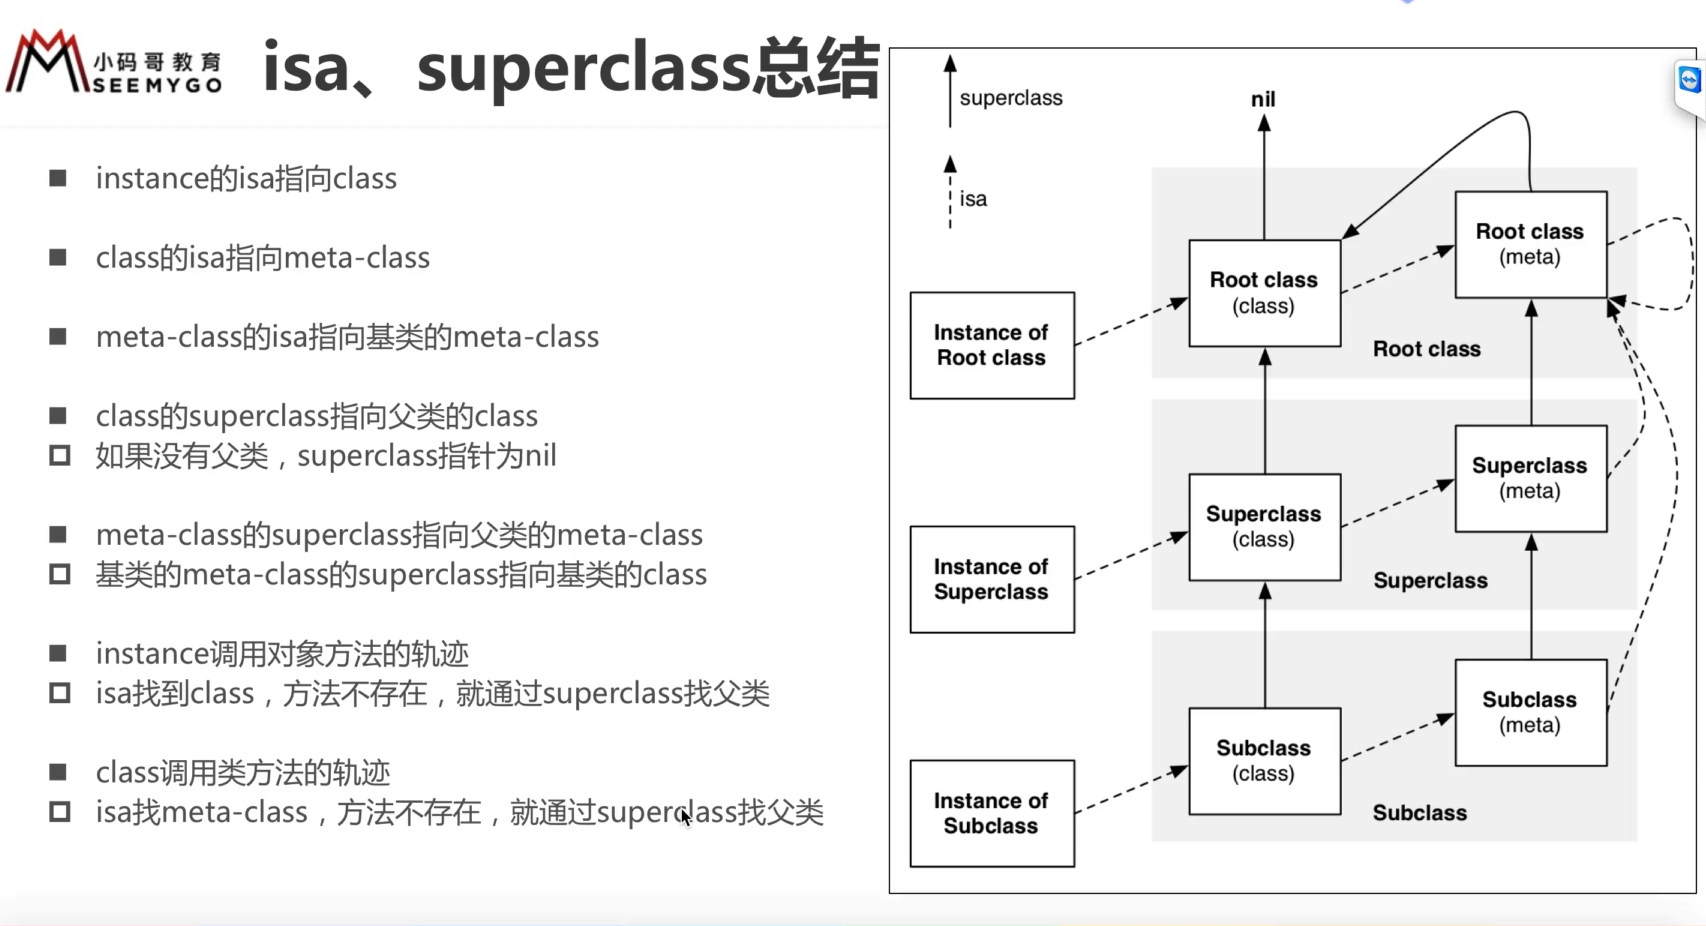 小码哥教育
SEEMYGO
isa、superclass总结
instance的isa指向class
class的isa指向meta-class
meta-class的isa指向基类的meta-class
class的superclass指向父类的class
如果没有父类，superclass指针为nil
meta-class的superclass指向父类的meta-class
基类的meta-class的superclass指向基类的class
instance调用对象方法的轨迹
isa找到class，方法不存在，就通过superclass找父类
class调用类方法的轨迹
isa找meta-class，方法不存在，就通过superclass找父类
superclass
isa
nil
Root class
(meta)
Root class
(class)
Instance of
Root class
Root class
Superclass
(meta)
Superclass
(class)
Instance of
Superclass
Superclass
Subclass
(meta)
Subclass
(class)
Instance of
Subclass
Subclass